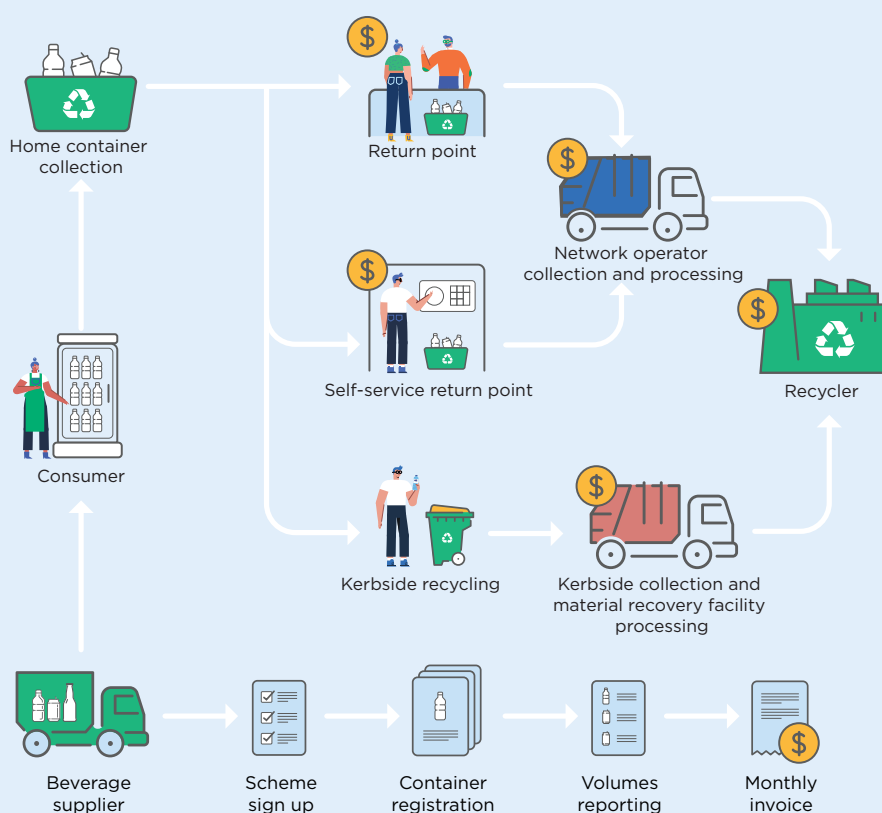 $
Home container
collection
Return point
$
Network operator
collection and processing
$
Self-service return point
$
Recycler
Consumer
$
Kerbside recycling
Kerbside collection and
material recovery facility
processing
$
Beverage
supplier
Scheme
sign up
Container
registration
Volumes
reporting
Monthly
invoice